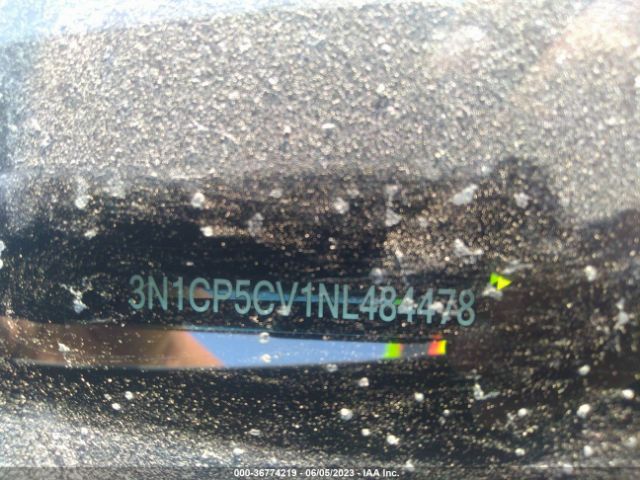 3N1CP5CV1NL484478
000-36774219 - 06/05/2023 - IAA Inc.